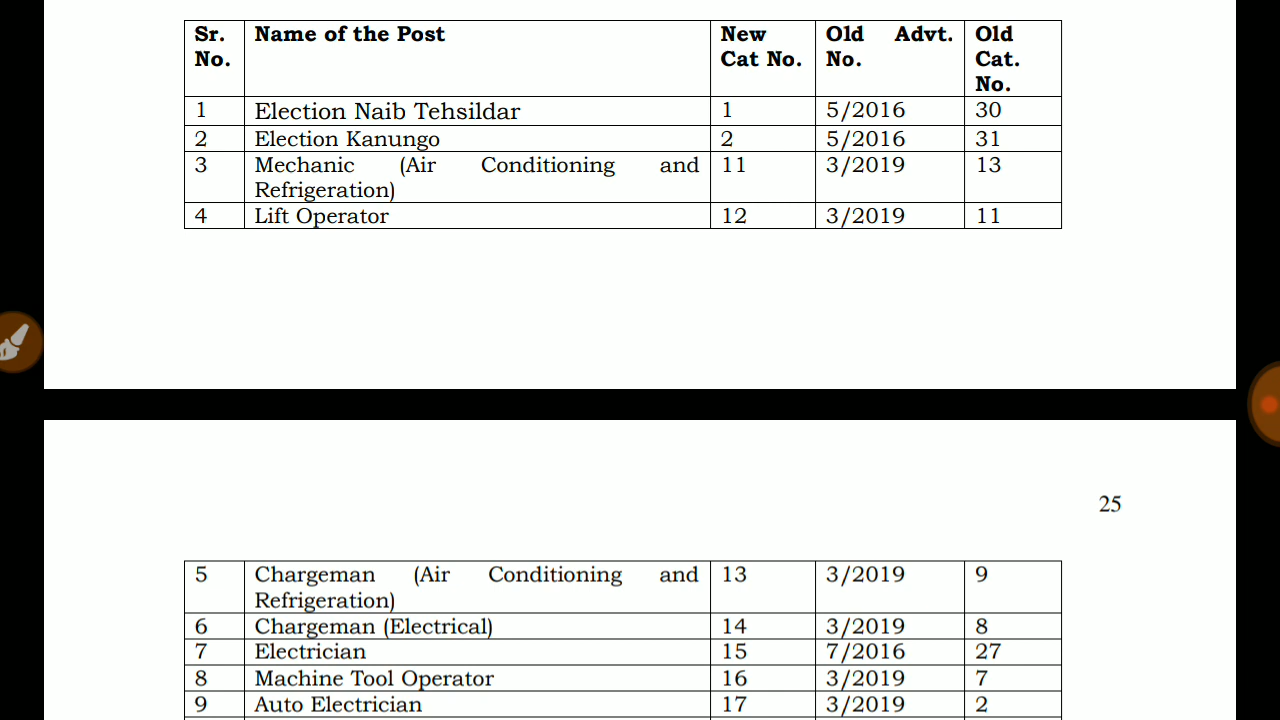 Sr. No. Name of the Post New Cat No. Old Advt. No. Old Cat. No.
1 Election Naib Tehsildar 1 5/2016 30
2 Election Kanungo 2 5/2016 31
3 Mechanic (Air Conditioning and Refrigeration) 11 3/2019 13
4 Lift Operator 12 3/2019 11
25
5 Chargeman (Air Conditioning and Refrigeration) 13 3/2019 9
6 Chargeman (Electrical) 14 3/2019 8
7 Electrician 15 7/2016 27
8 Machine Tool Operator 16 3/2019 7
9 Auto Electrician 17 3/2019 2